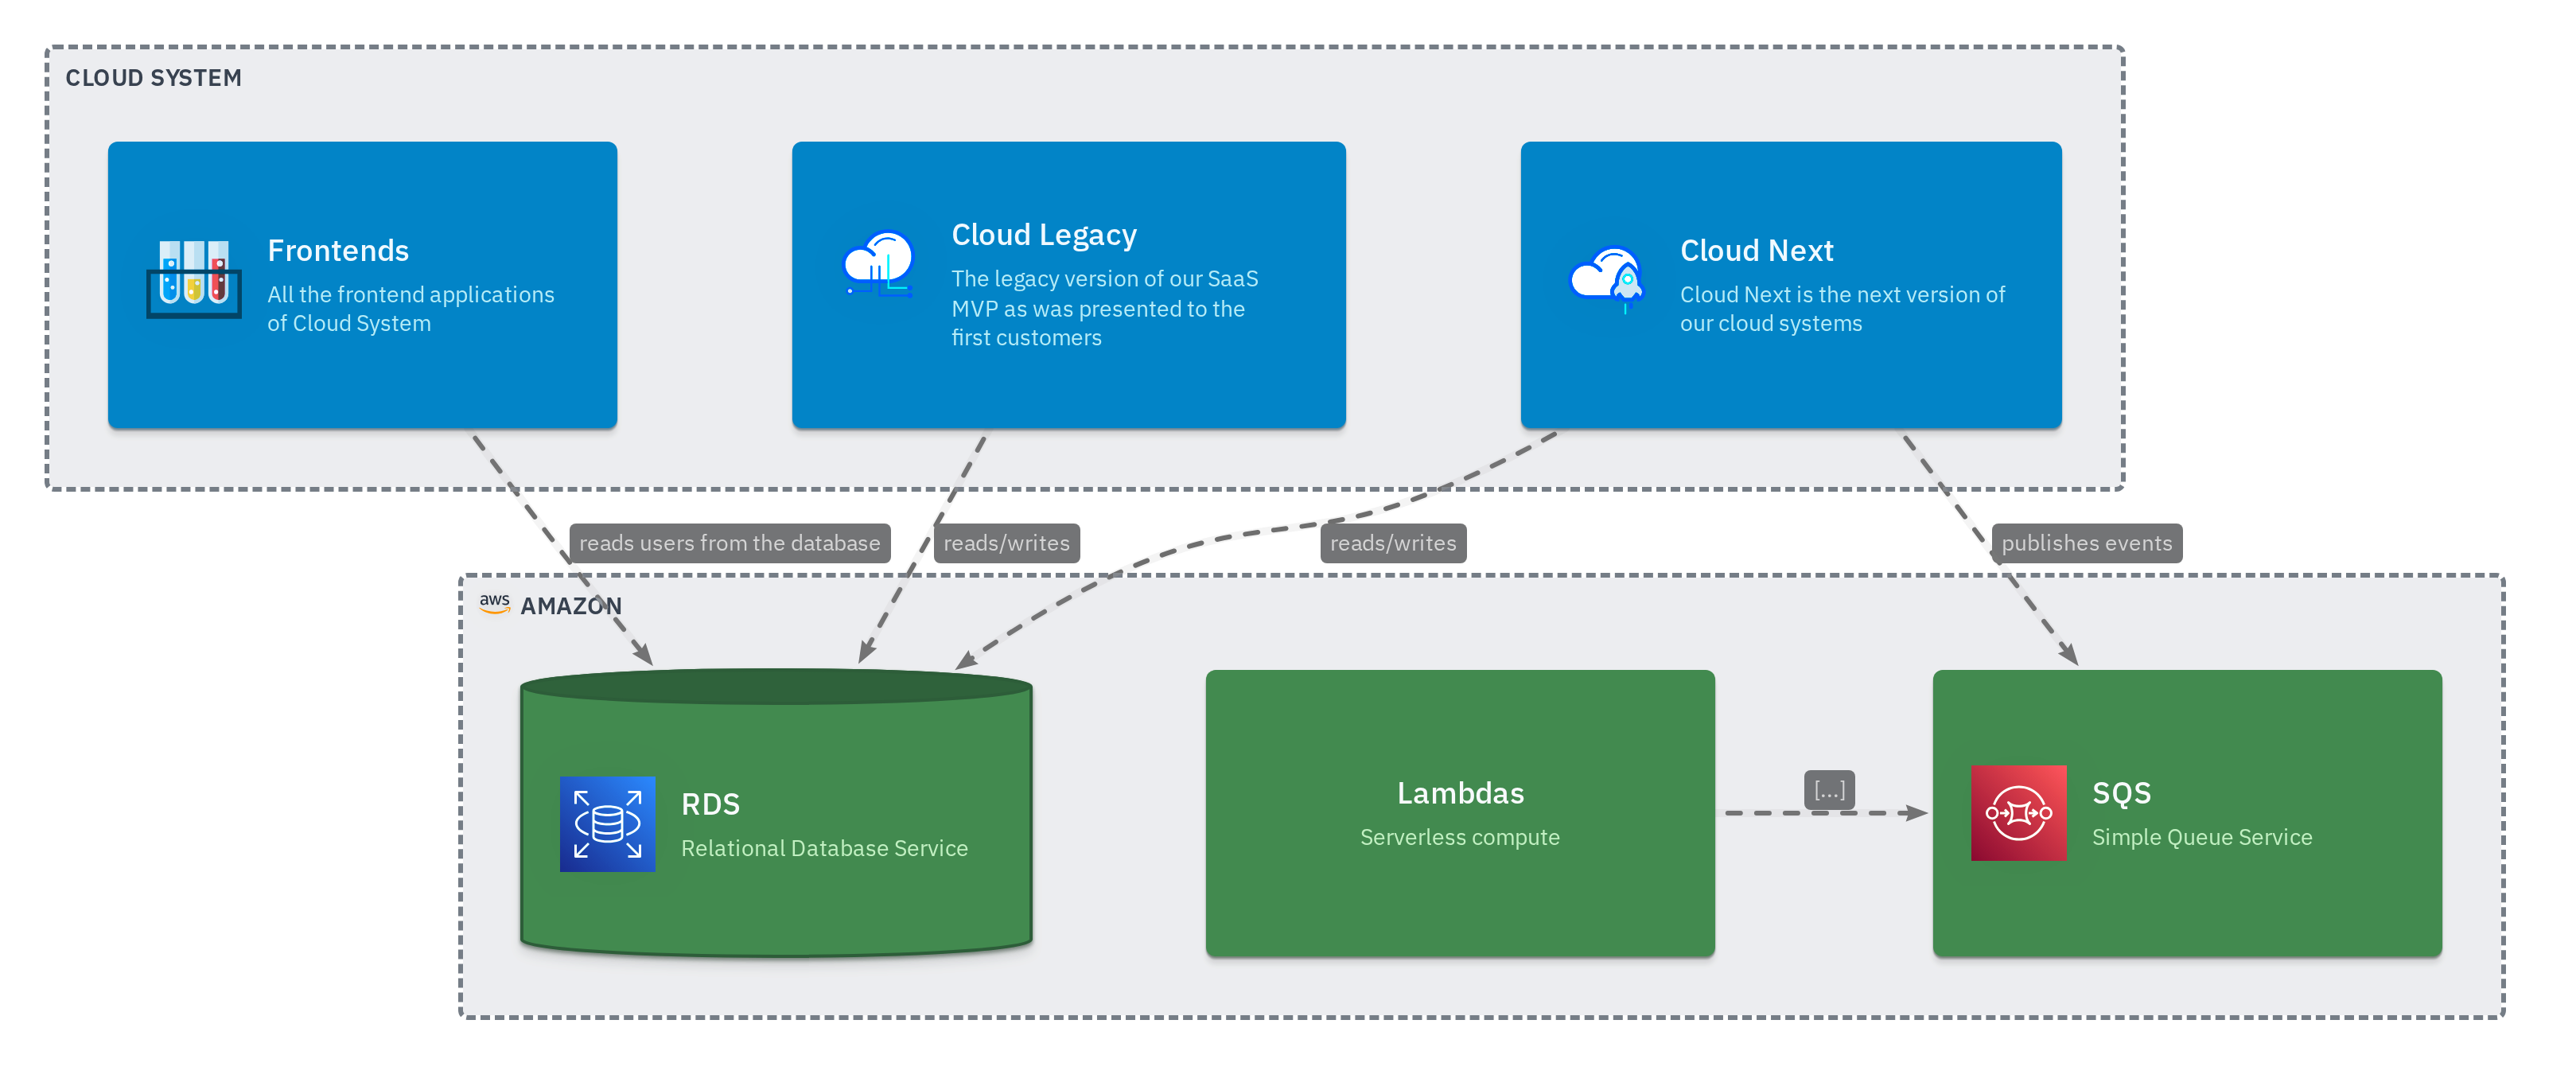 CLOUD SYSTEM
Frontends
All the frontend applications
of Cloud System
Cloud Legacy
The legacy version of our SaaS
MVP as was presented to the
first customers
Cloud Next
Cloud Next is the next version of
our cloud systems
reads users from the database
reads/writes
reads/writes
publishes events
aws AMAZON
RDS
Relational Database Service
Lambdas
Serverless compute
[...]
SQS
Simple Queue Service